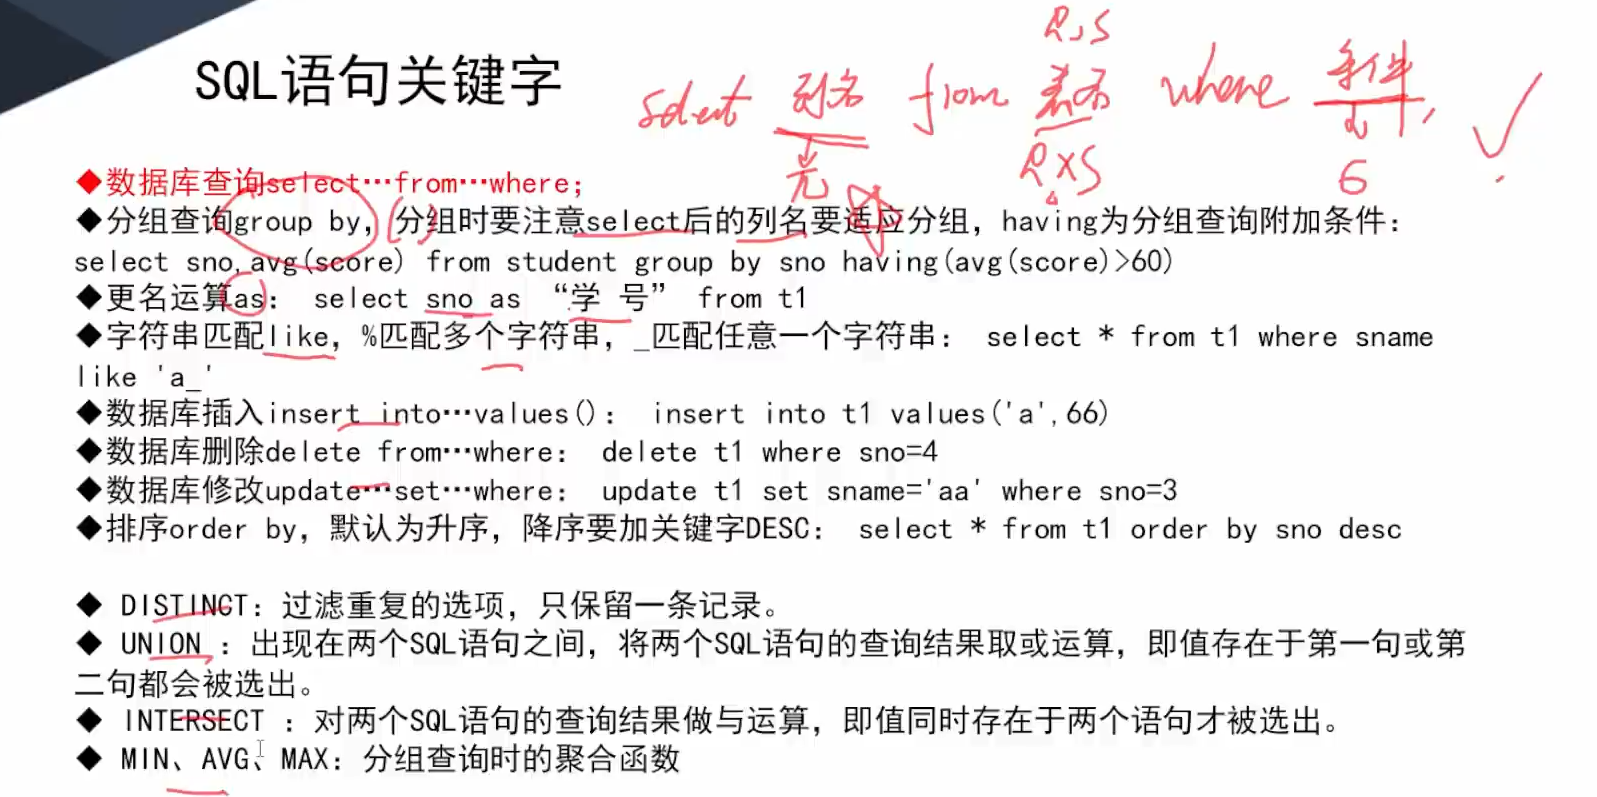 R,S
SQL语句关键字
select 列名 from 表名 where 条件
π R×S σ
◆数据库查询select…from…where;
◆分组查询group by，分组时要注意select后的列名要适应分组，having为分组查询附加条件：
select sno,avg(score) from student group by sno having(avg(score)>60)
◆更名运算as： select sno as “学 号” from t1
◆字符串匹配like，%匹配多个字符串，_匹配任意一个字符串： select * from t1 where sname
like 'a_'
◆数据库插入insert into…values()： insert into t1 values('a',66)
◆数据库删除delete from…where： delete t1 where sno=4
◆数据库修改update…set…where： update t1 set sname='aa' where sno=3
◆排序order by，默认为升序，降序要加关键字DESC： select * from t1 order by sno desc
◆ DISTINCT：过滤重复的选项，只保留一条记录。
◆ UNION ：出现在两个SQL语句之间，将两个SQL语句的查询结果取或运算，即值存在于第一句或第
二句都会被选出。
◆ INTERSECT ：对两个SQL语句的查询结果做与运算，即值同时存在于两个语句才被选出。
◆ MIN、AVG、MAX：分组查询时的聚合函数